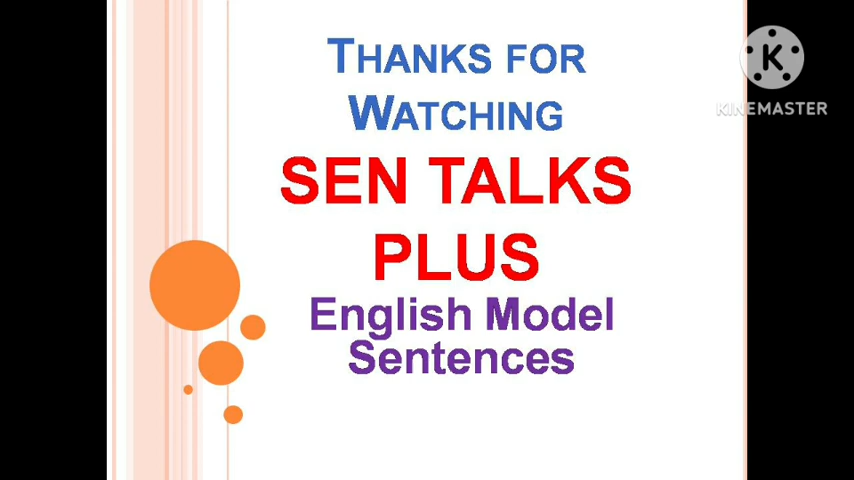 THANKS FOR
WATCHING
SEN TALKS
PLUS
English Model
Sentences
K
KINEMASTER